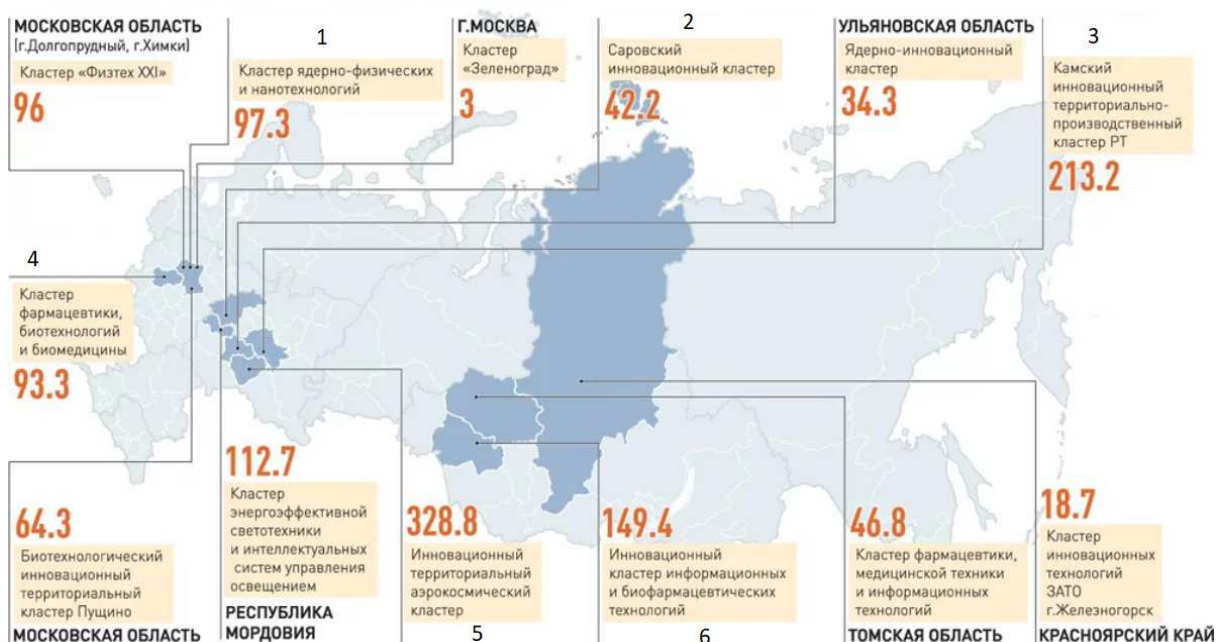 МОСКОВСКАЯ ОБЛАСТЬ
(г.Долгопрудный, г.Химки)
Кластер «Физтех XXI»
96
1
Кластер ядерно-физических
и нанотехнологий
97.3
Г.МОСКВА
Кластер
«Зеленоград»
3
2
Саровский
инновационный кластер
42.2
УЛЬЯНОВСКАЯ ОБЛАСТЬ
Ядерно-инновационный
кластер
34.3
3
Камский
инновационный
территориально-
производственный
кластер РТ
213.2
4
Кластер
фармацевтики,
биотехнологий
и биомедицины
93.3
64.3
Биотехнологический
инновационный
территориальный
кластер Пущино
МОСКОВСКАЯ ОБЛАСТЬ
112.7
Кластер
энергоэффективной
светотехники
и интеллектуальных
систем управления
освещением
РЕСПУБЛИКА
МОРДОВИЯ
328.8
Инновационный
территориальный
аэрокосмический
кластер
5
149.4
Инновационный
кластер информационных
и биофармацевтических
технологий
6
46.8
Кластер фармацевтики,
медицинской техники
и информационных
технологий
ТОМСКАЯ ОБЛАСТЬ
18.7
Кластер
инновационных
технологий
ЗАТО
г.Железногорск
КРАСНОЯРСКИЙ КРАЙ